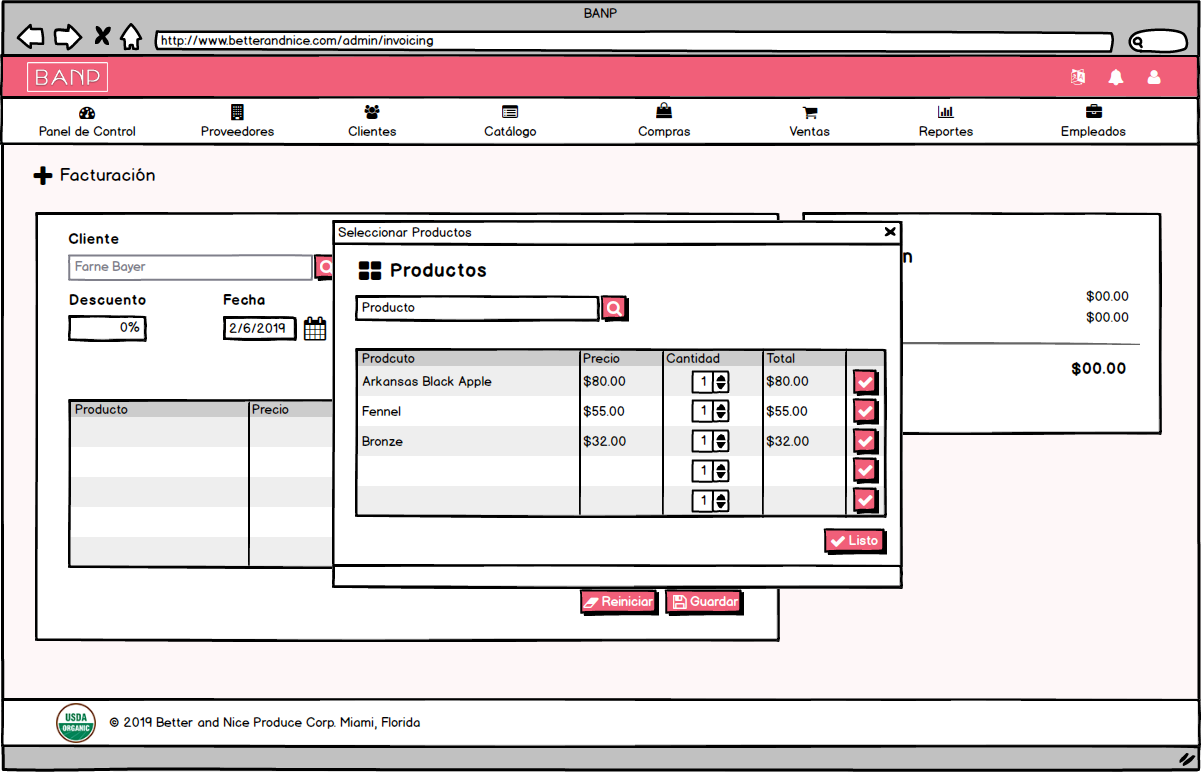 BANP
http://www.betterandnice.com/admin/invoicing
BANP
Panel de Control Proveedores Clientes Catálogo Compras Ventas Reportes Empleados
Facturación
Cliente
Farne Bayer
Descuento Fecha
0% 2/6/2019
Producto Precio
Seleccionar Productos
Productos
Producto
Prodcuto Precio Cantidad Total
Arkansas Black Apple $80.00 1 $80.00
Fennel $55.00 1 $55.00
Bronze $32.00 1 $32.00
1
1
Listo
Reiniciar Guardar
n
$00.00
$00.00
$00.00
USDA
ORGANIC
© 2019 Better and Nice Produce Corp. Miami, Florida